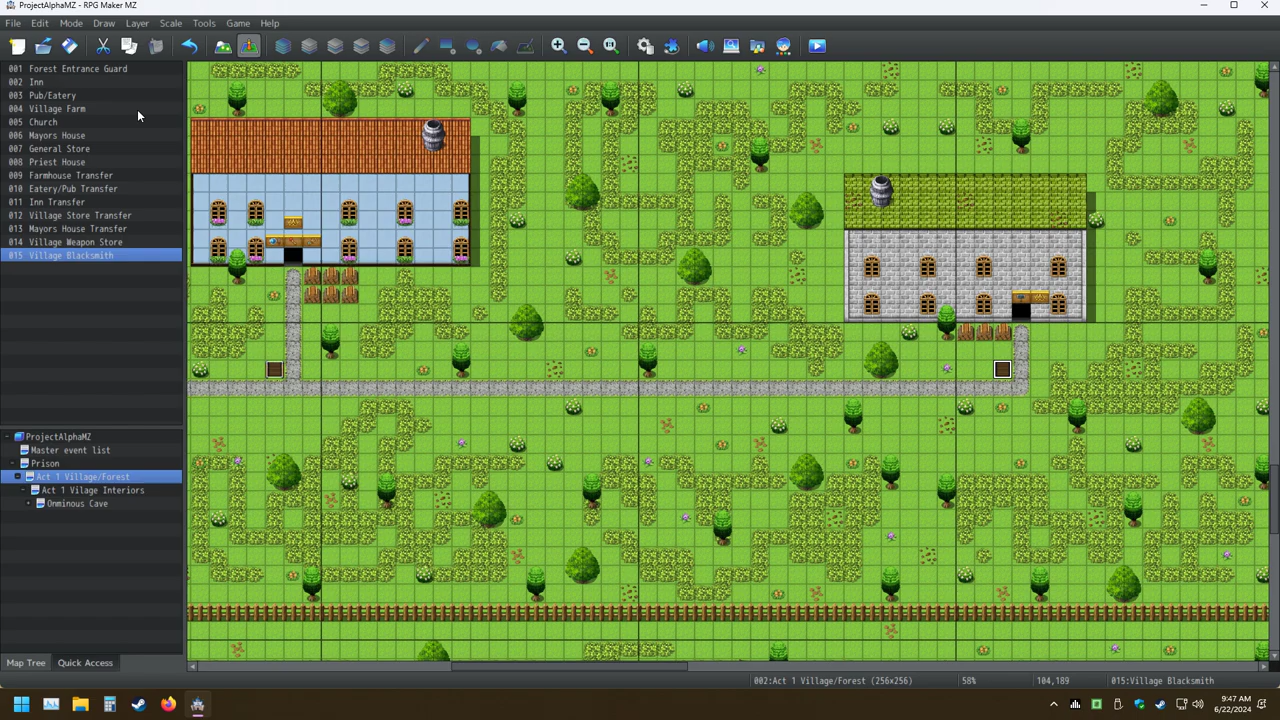 ProjectAlphaMZ - RPG Maker MZ
File Edit Mode Draw Layer Scale Tools Game Help
001 Forest Entrance Guard
002 Inn
003 Pub/Eatery
004 Village Farm
005 Church
006 Mayors House
007 General Store
008 Priest House
009 Farmhouse Transfer
010 Eatery/Pub Transfer
011 Inn Transfer
012 Village Store Transfer
013 Mayors House Transfer
014 Village Weapon Store
015 Village Blacksmith
ProjectAlphaMZ
Master event list
Prison
Act 1 Village/Forest
Act 1 Vilage Interiors
Onminous Cave
Map Tree Quick Access
002:Act 1 Village/Forest (256x256) 58% 104,189 015:Village Blacksmith
9:47 AM
6/22/2024